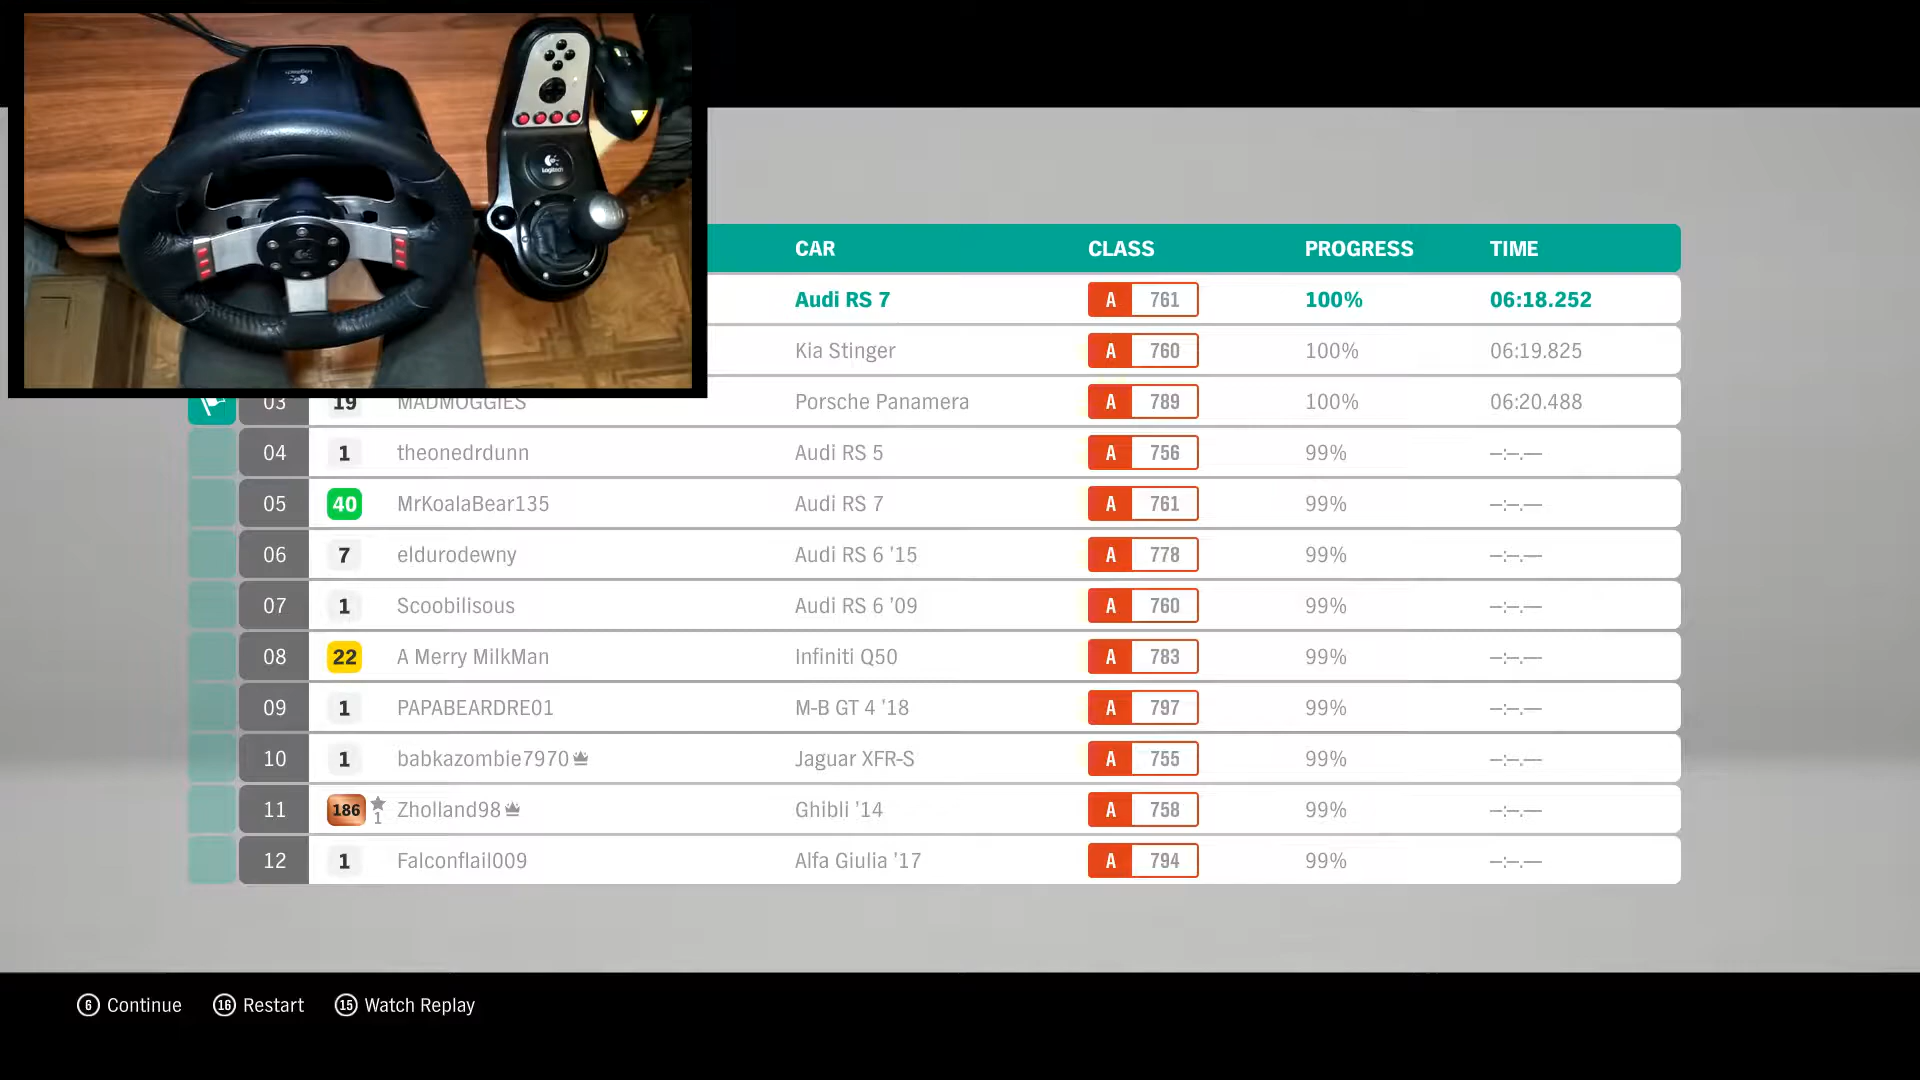 Logitech
Logitech
CAR CLASS PROGRESS TIME
Audi RS 7 A 761 100% 06:18.252
Kia Stinger A 760 100% 06:19.825
03 19 MADMOGGIES Porsche Panamera A 789 100% 06:20.488
04 1 theonedrdunn Audi RS 5 A 756 99% --:--.---
05 40 MrKoalaBear135 Audi RS 7 A 761 99% --:--.---
06 7 eldurodewny Audi RS 6 '15 A 778 99% --:--.---
07 1 Scoobilisous Audi RS 6 '09 A 760 99% --:--.---
08 22 A Merry MilkMan Infiniti Q50 A 783 99% --:--.---
09 1 PAPABEARDRE01 M-B GT 4 '18 A 797 99% --:--.---
10 1 babkazombie7970 Jaguar XFR-S A 755 99% --:--.---
11 186 1 Zholland98 Ghibli '14 A 758 99% --:--.---
12 1 Falconflail009 Alfa Giulia '17 A 794 99% --:--.---
6 Continue 16 Restart 15 Watch Replay